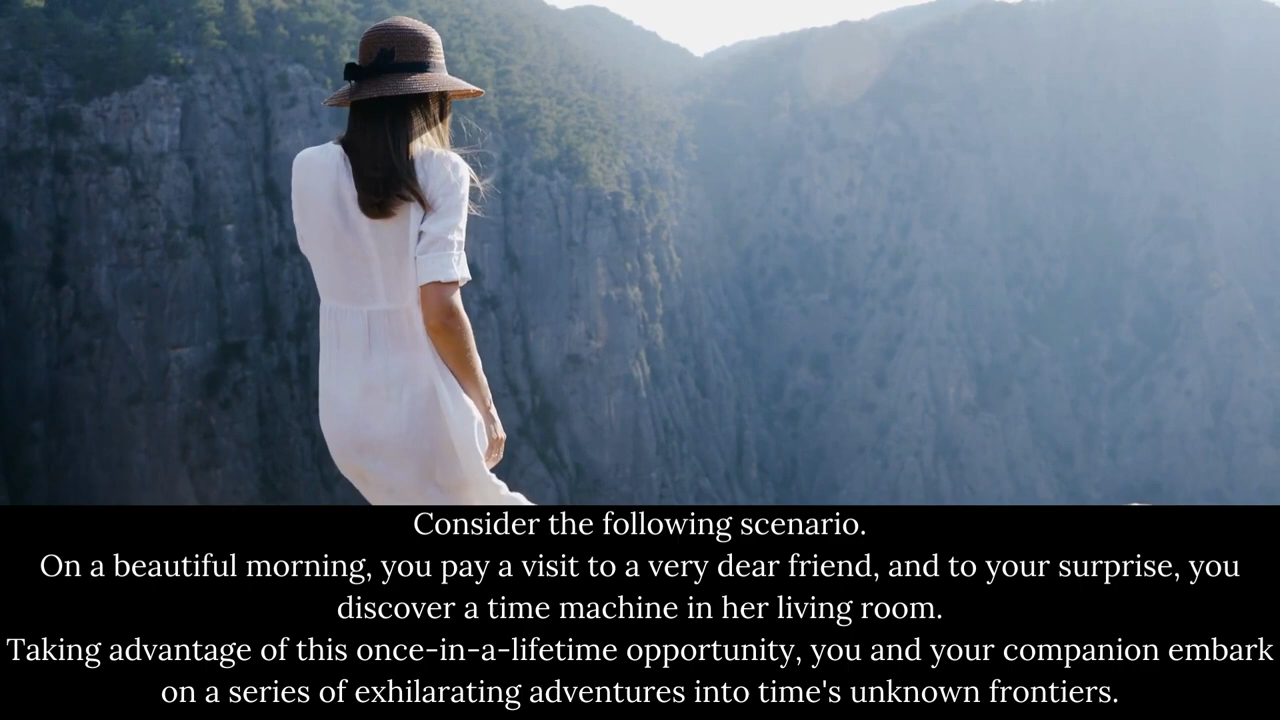 Consider the following scenario.
On a beautiful morning, you pay a visit to a very dear friend, and to your surprise, you
discover a time machine in her living room.
Taking advantage of this once-in-a-lifetime opportunity, you and your companion embark
on a series of exhilarating adventures into time's unknown frontiers.